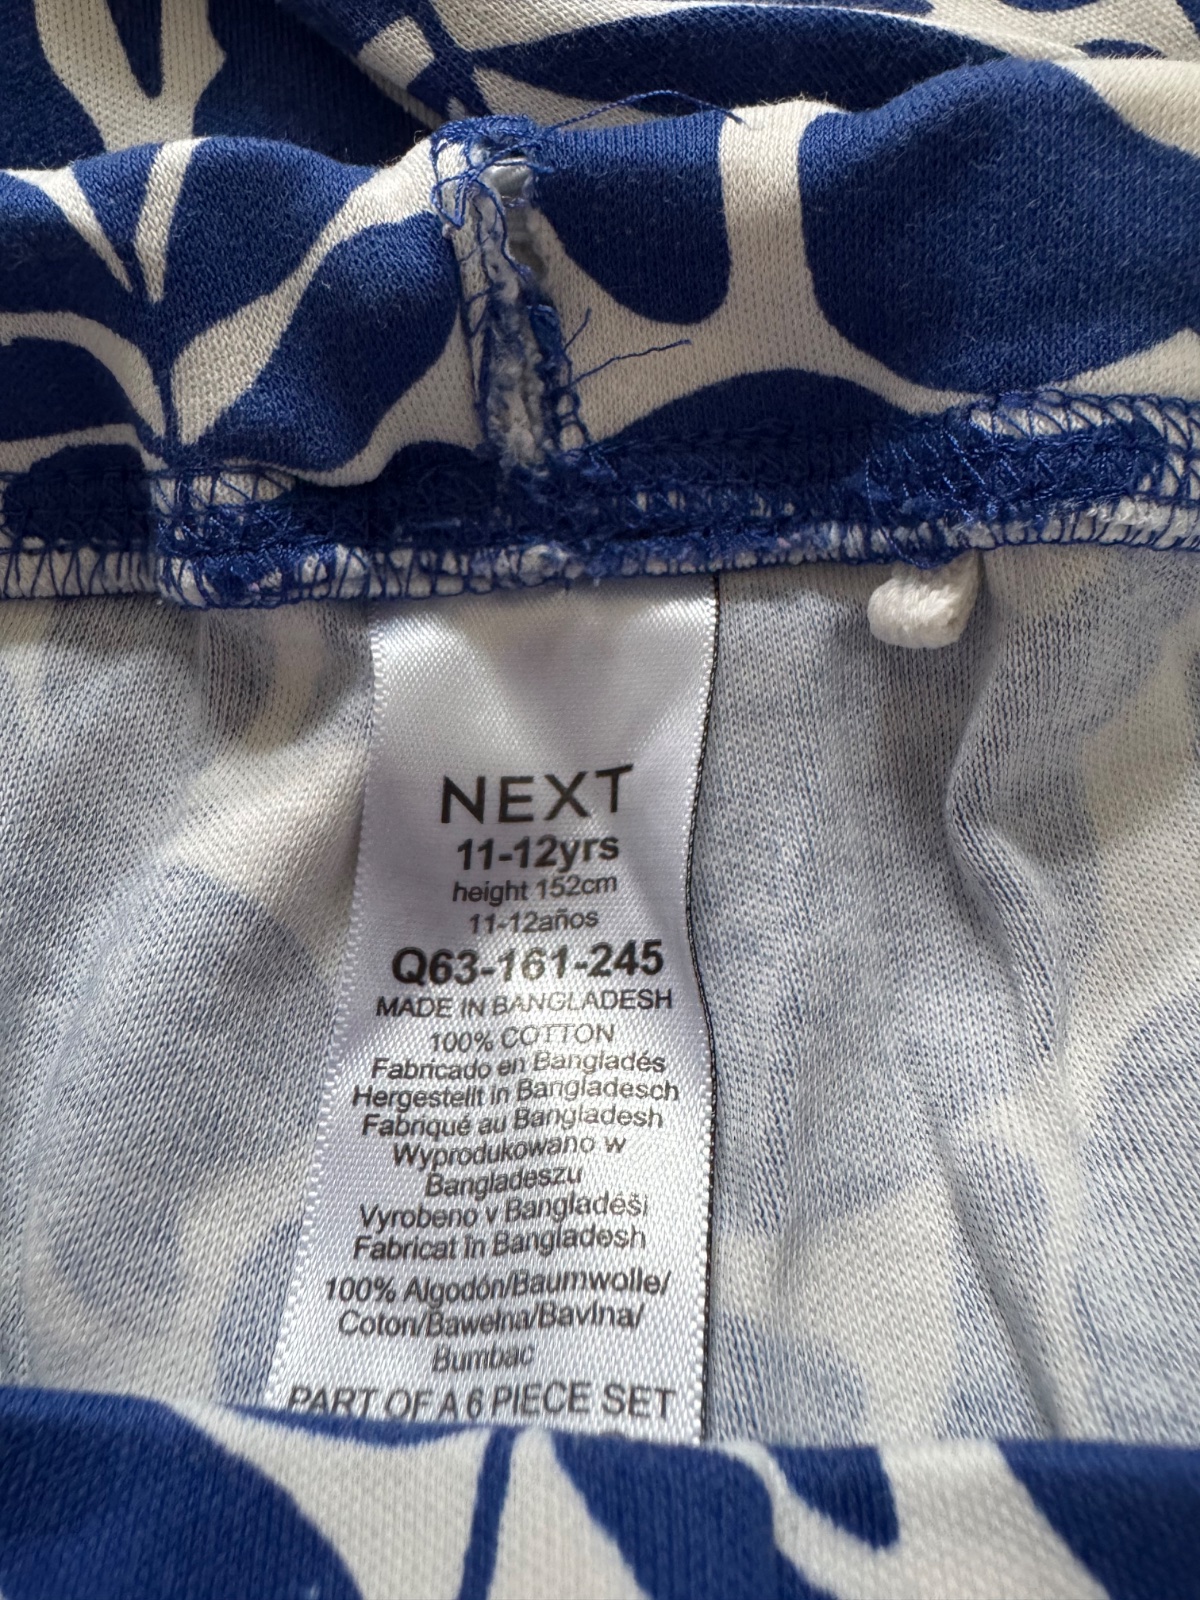 NEXT
11-12yrs
height 152cm
11-12años
Q63-161-245
MADE IN BANGLADESH
100% COTTON
Fabricado en Bangladés
Hergestellt in Bangladesch
Fabriqué au Bangladesh
Wyprodukowano w
Bangladeszu
Vyrobeno v Bangladéši
Fabricat în Bangladesh
100% Algodón/Baumwolle/
Coton/Bawełna/Bavlna/
Bumbac
PART OF A 6 PIECE SET